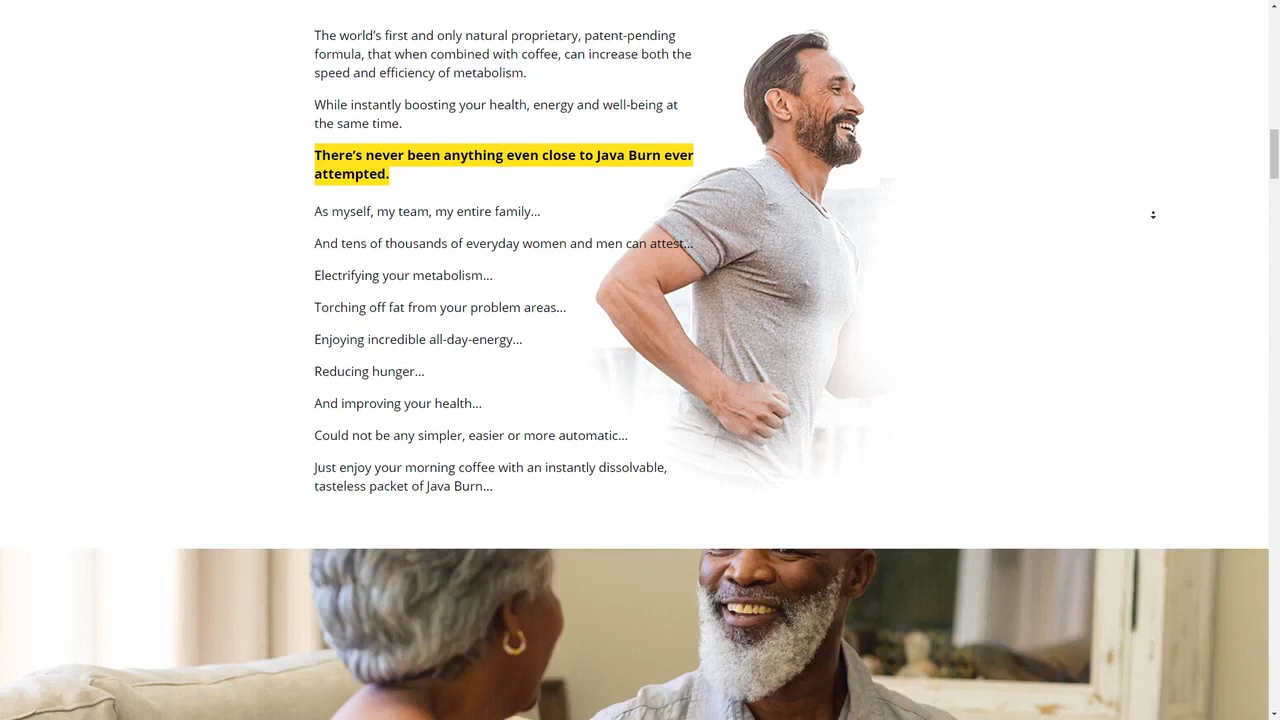 The world’s first and only natural proprietary, patent-pending
formula, that when combined with coffee, can increase both the
speed and efficiency of metabolism.
While instantly boosting your health, energy and well-being at
the same time.
There’s never been anything even close to Java Burn ever
attempted.
As myself, my team, my entire family...
And tens of thousands of everyday women and men can attest...
Electrifying your metabolism...
Torching off fat from your problem areas...
Enjoying incredible all-day-energy...
Reducing hunger...
And improving your health...
Could not be any simpler, easier or more automatic...
Just enjoy your morning coffee with an instantly dissolvable,
tasteless packet of Java Burn...